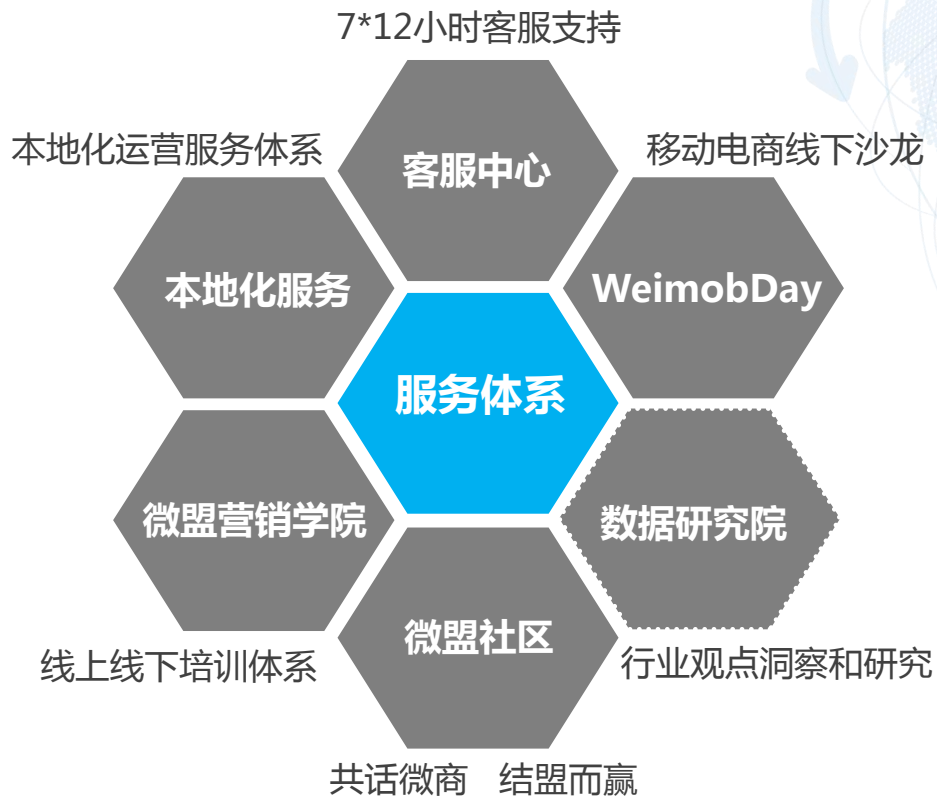 7*12小时客服支持
客服中心
本地化运营服务体系
移动电商线下沙龙
本地化服务
WeimobDay
服务体系
微盟营销学院
数据研究院
微盟社区
线上线下培训体系
行业观点洞察和研究
共话微商 结盟而赢